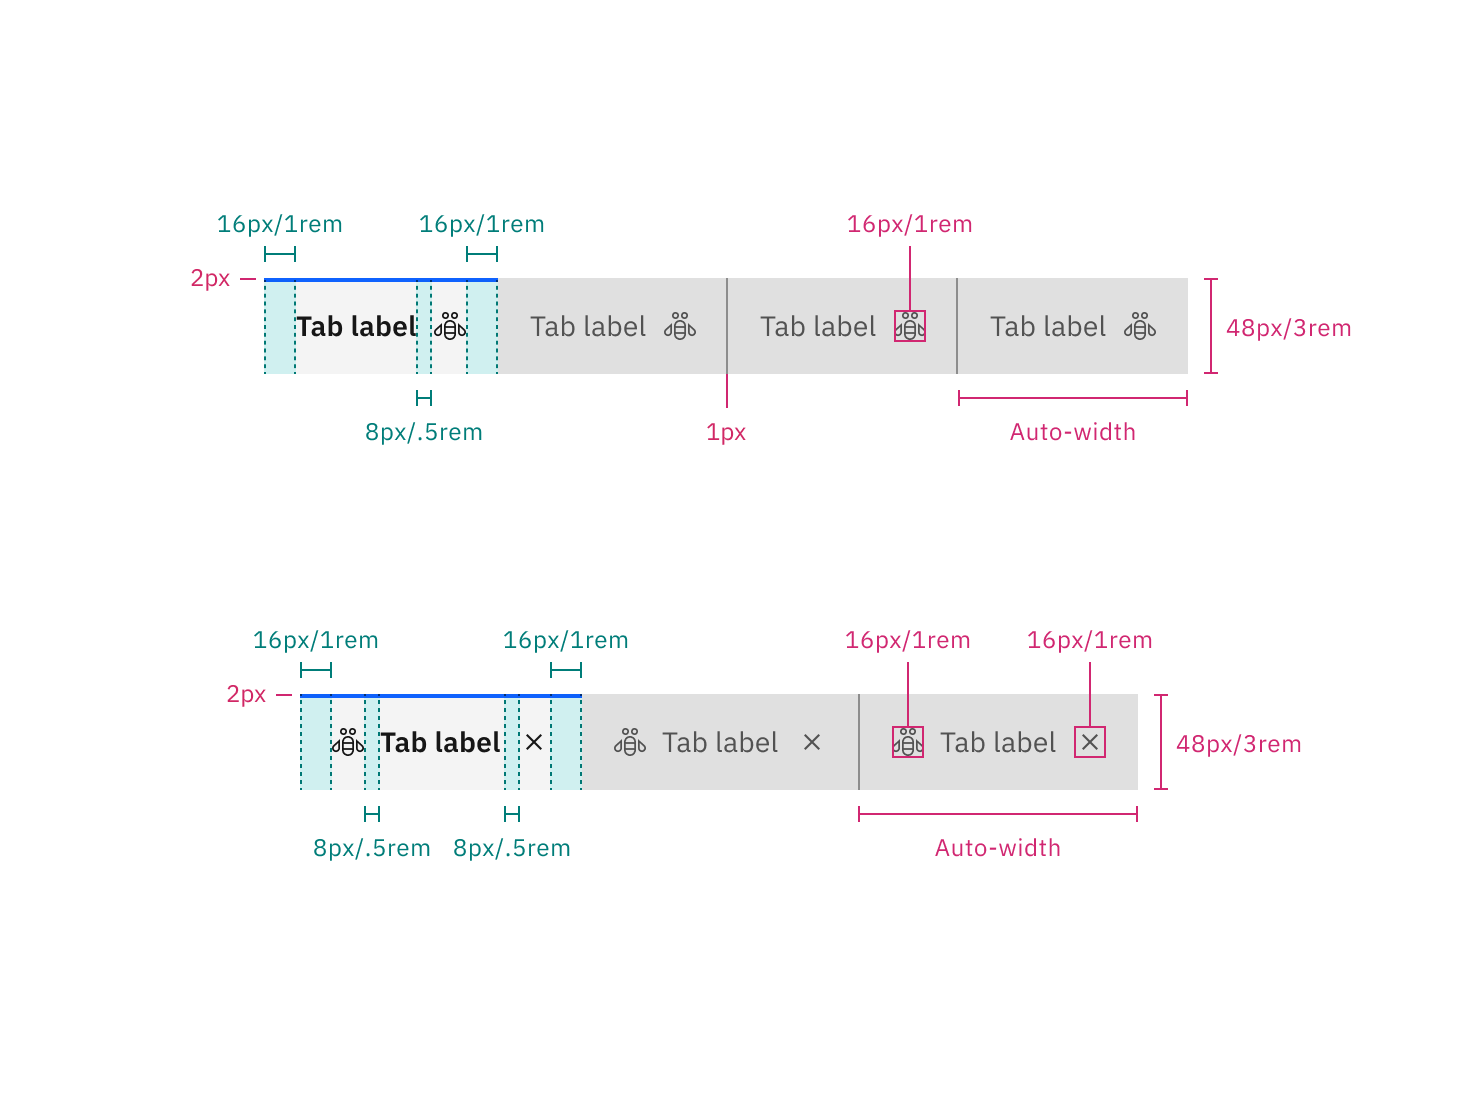 16px/1rem 16px/1rem 16px/1rem
2px
Tab label Tab label Tab label Tab label
48px/3rem
8px/.5rem 1px Auto-width
16px/1rem 16px/1rem 16px/1rem 16px/1rem
2px
Tab label Tab label Tab label
48px/3rem
8px/.5rem 8px/.5rem Auto-width